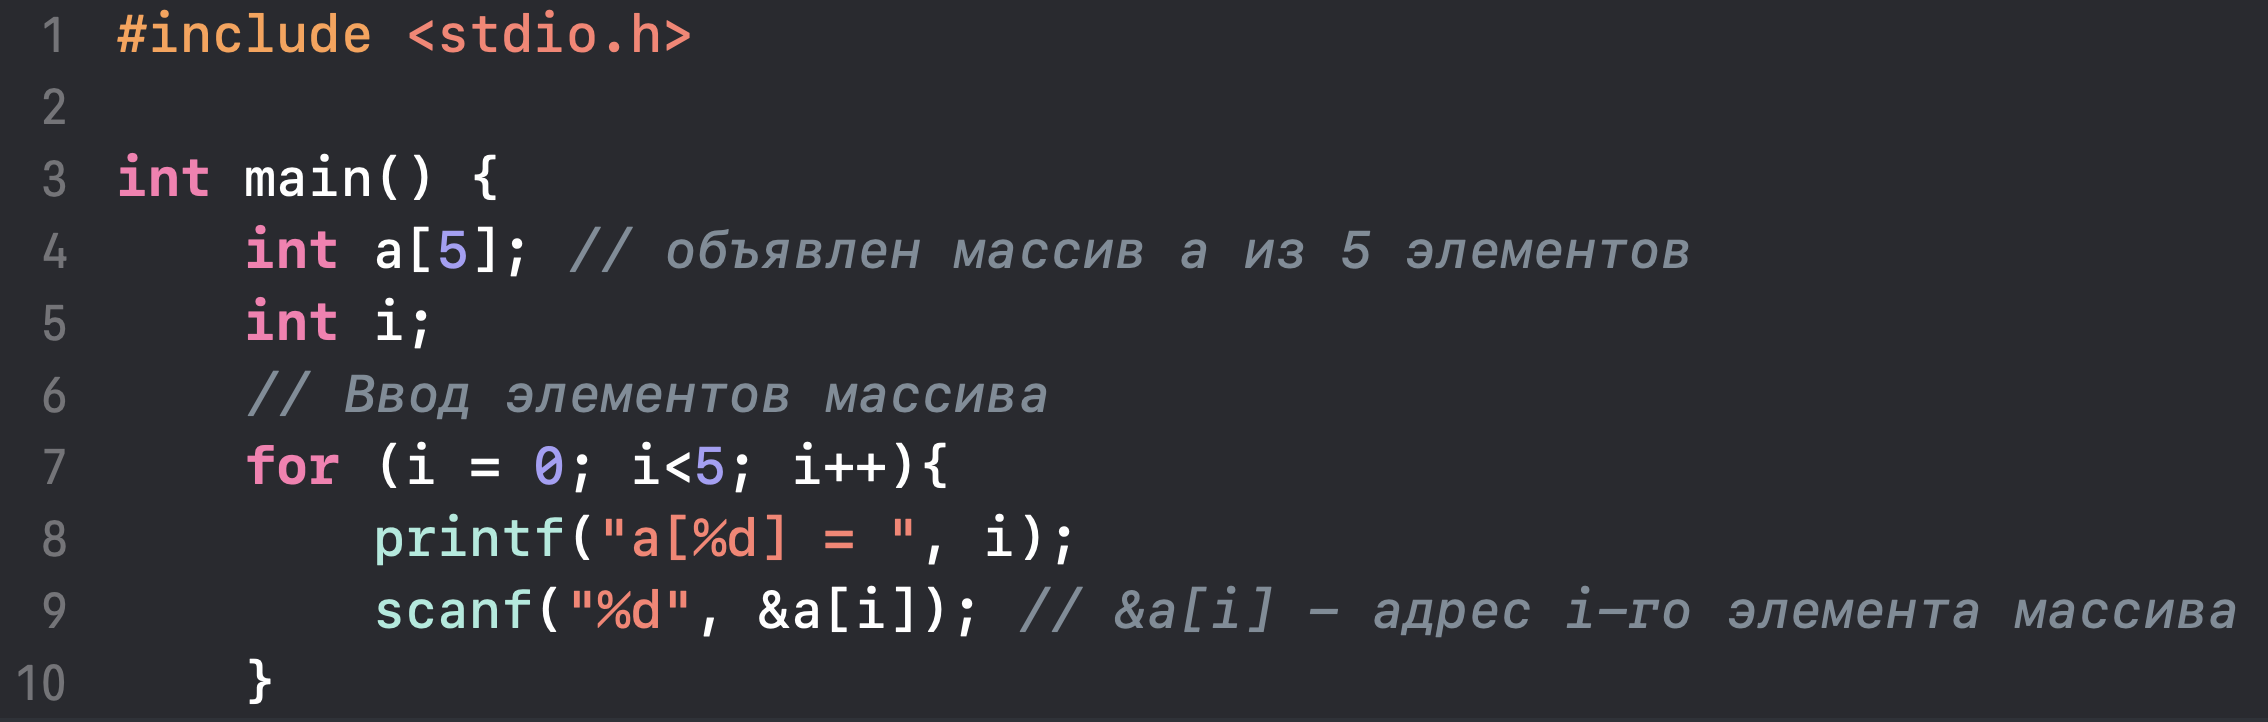 1 #include <stdio.h>
2
3 int main() {
4     int a[5]; // объявлен массив a из 5 элементов
5     int i;
6     // Ввод элементов массива
7     for (i = 0; i<5; i++){
8         printf("a[%d] = ", i);
9         scanf("%d", &a[i]); // &a[i] - адрес i-го элемента массива
10     }